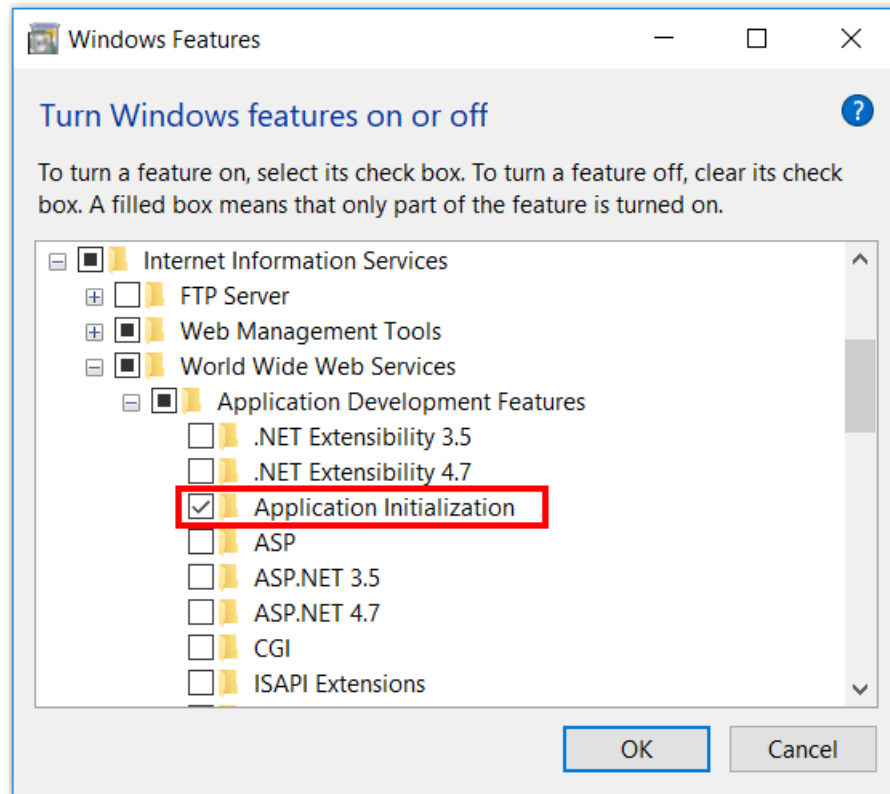 Windows Features
Turn Windows features on or off
?
To turn a feature on, select its check box. To turn a feature off, clear its check
box. A filled box means that only part of the feature is turned on.
Internet Information Services
FTP Server
Web Management Tools
World Wide Web Services
Application Development Features
.NET Extensibility 3.5
.NET Extensibility 4.7
Application Initialization
ASP
ASP.NET 3.5
ASP.NET 4.7
CGI
ISAPI Extensions
OK
Cancel